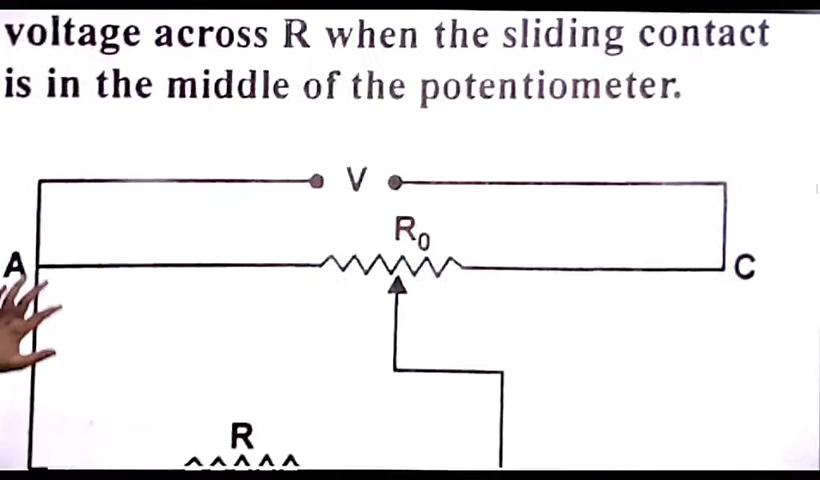 voltage across R when the sliding contact
is in the middle of the potentiometer.
V
R₀
A
C
R